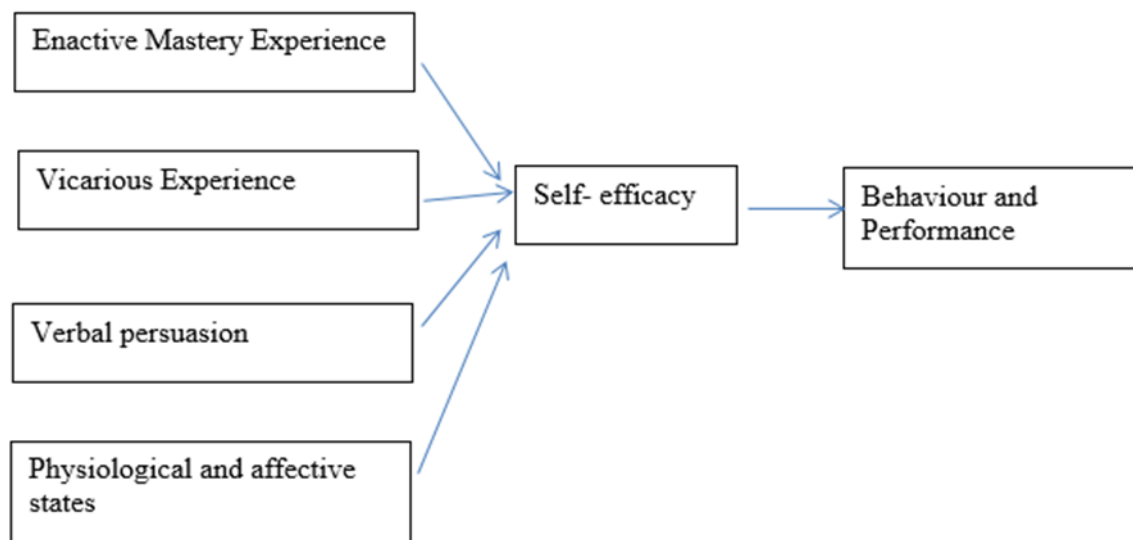 Enactive Mastery Experience
Vicarious Experience
Verbal persuasion
Physiological and affective
states
Self- efficacy
Behaviour and
Performance